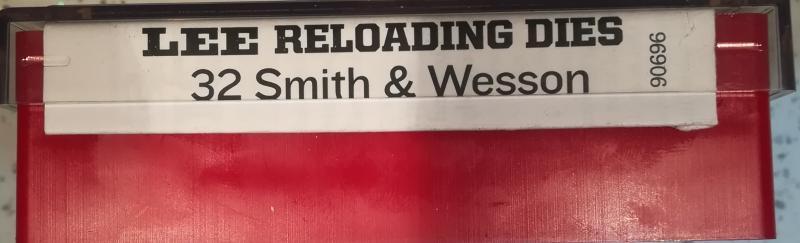 LEE RELOADING DIES
32 Smith & Wesson
90696